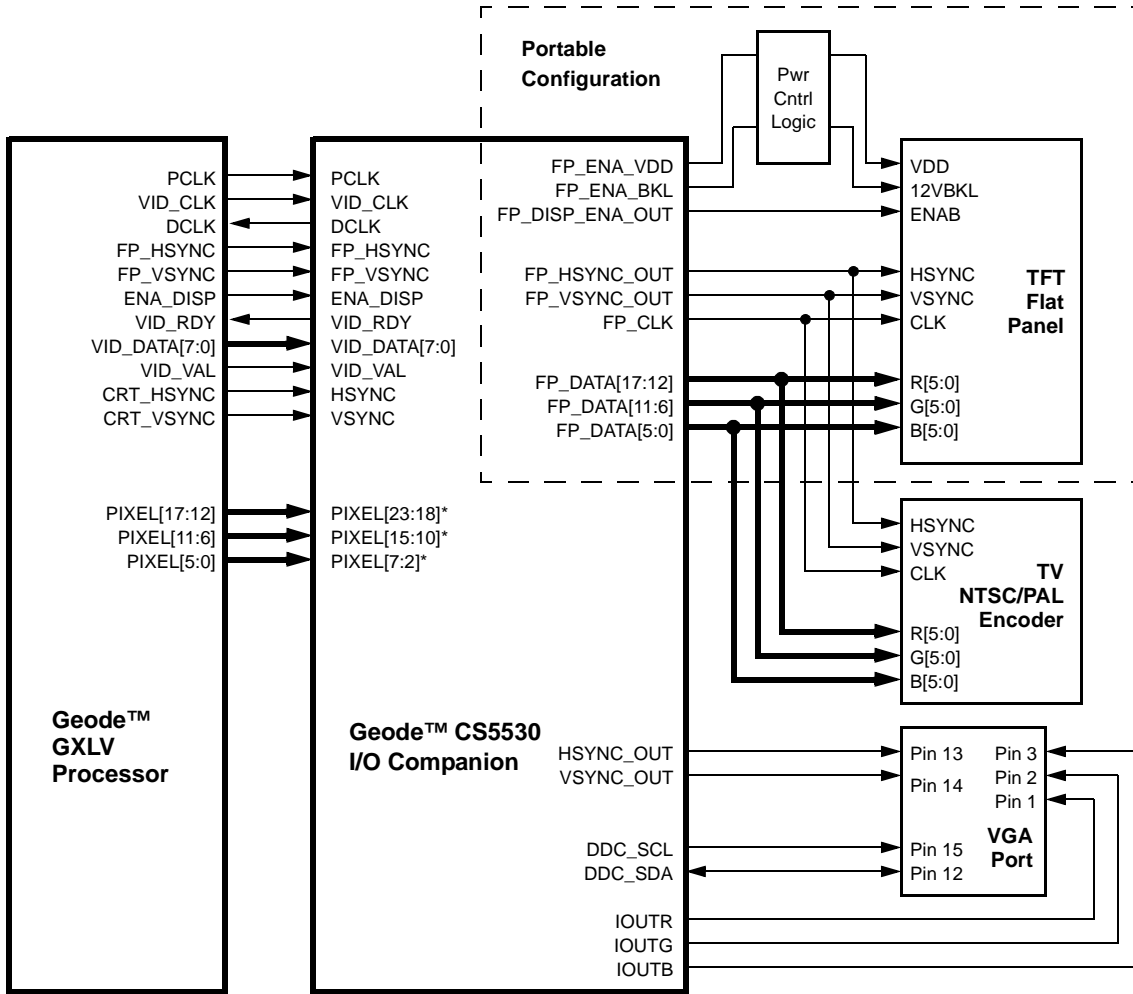 Portable
Configuration
Pwr
Cntrl
Logic
PCLK
VID_CLK
DCLK
FP_HSYNC
FP_VSYNC
ENA_DISP
VID_RDY
VID_DATA[7:0]
VID_VAL
CRT_HSYNC
CRT_VSYNC
PIXEL[17:12]
PIXEL[11:6]
PIXEL[5:0]
Geode™
GXLV
Processor
PCLK
VID_CLK
DCLK
FP_HSYNC
FP_VSYNC
ENA_DISP
VID_RDY
VID_DATA[7:0]
VID_VAL
HSYNC
VSYNC
PIXEL[23:18]*
PIXEL[15:10]*
PIXEL[7:2]*
Geode™ CS5530
I/O Companion
FP_ENA_VDD
FP_ENA_BKL
FP_DISP_ENA_OUT
FP_HSYNC_OUT
FP_VSYNC_OUT
FP_CLK
FP_DATA[17:12]
FP_DATA[11:6]
FP_DATA[5:0]
HSYNC_OUT
VSYNC_OUT
DDC_SCL
DDC_SDA
IOUTR
IOUTG
IOUTB
VDD
12VBKL
ENAB
HSYNC
VSYNC
CLK
R[5:0]
G[5:0]
B[5:0]
TFT
Flat
Panel
HSYNC
VSYNC
CLK
R[5:0]
G[5:0]
B[5:0]
TV
NTSC/PAL
Encoder
Pin 13
Pin 14
Pin 15
Pin 12
Pin 3
Pin 2
Pin 1
VGA
Port